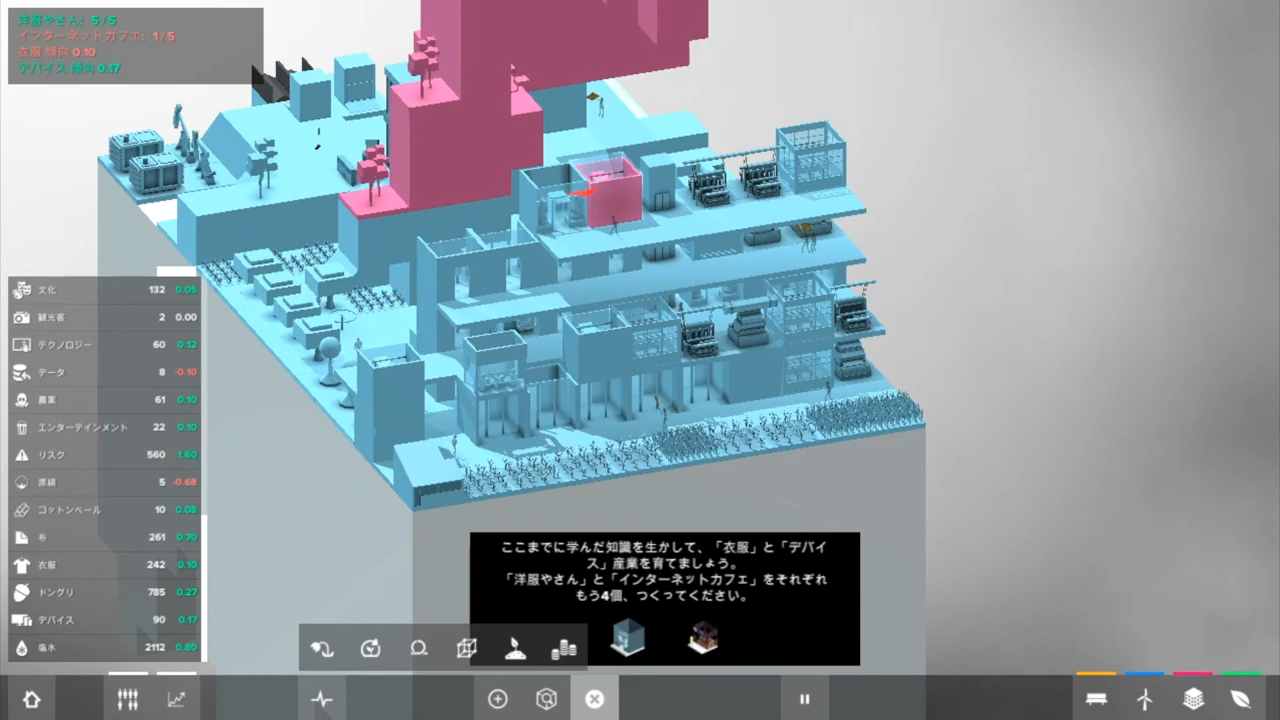 洋服やさん: 5/5
インターネットカフェ: 1/5
衣服 傾向 0.10
デバイス 傾向 0.17
文化 132 0.05
観光客 2 0.00
テクノロジー 60 0.12
データ 8 -0.10
農業 61 0.10
エンターテインメント 22 0.10
リスク 560 1.60
原綿 5 -0.68
コットンベール 10 0.08
布 261 0.70
衣服 242 0.10
ドングリ 785 0.27
デバイス 90 0.17
塩水 2112 0.80
ここまでに学んだ知識を生かして、「衣服」と「デバイ
ス」産業を育てましょう。
「洋服やさん」と「インターネットカフェ」をそれぞれ
もう4個、つくってください。